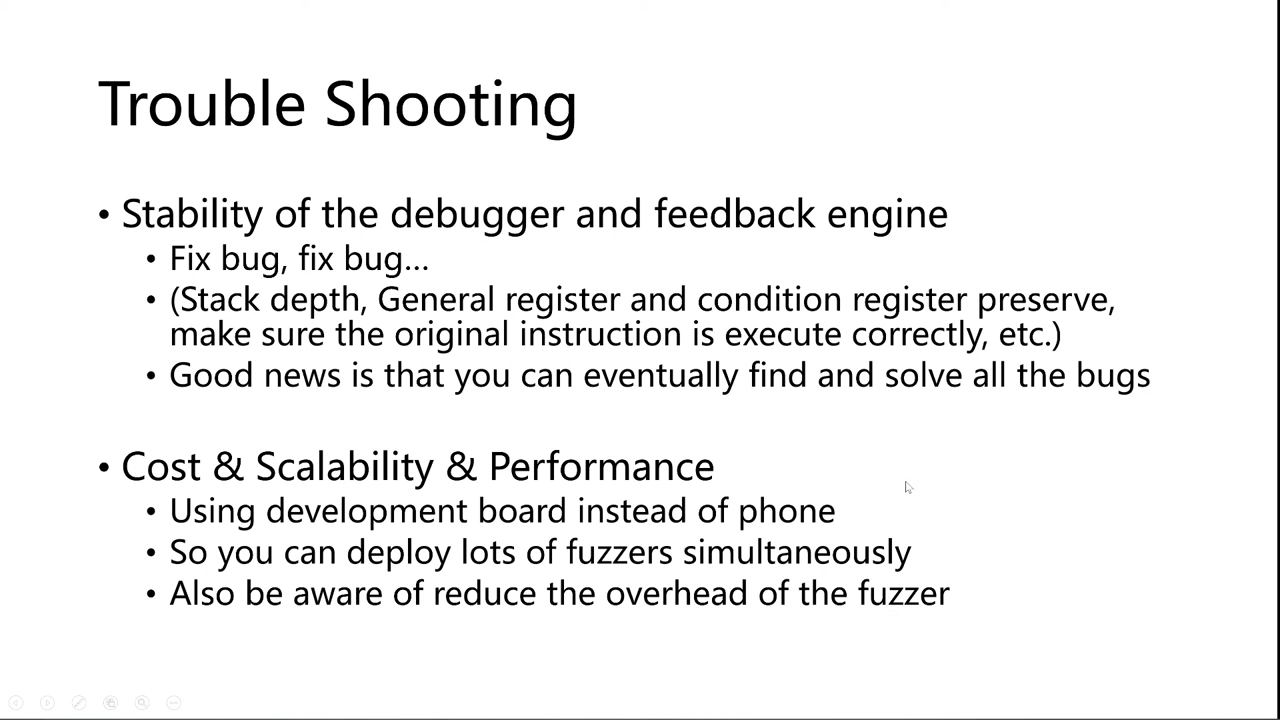 Trouble Shooting
• Stability of the debugger and feedback engine
• Fix bug, fix bug...
• (Stack depth, General register and condition register preserve,
make sure the original instruction is execute correctly, etc.)
• Good news is that you can eventually find and solve all the bugs
• Cost & Scalability & Performance
• Using development board instead of phone
• So you can deploy lots of fuzzers simultaneously
• Also be aware of reduce the overhead of the fuzzer